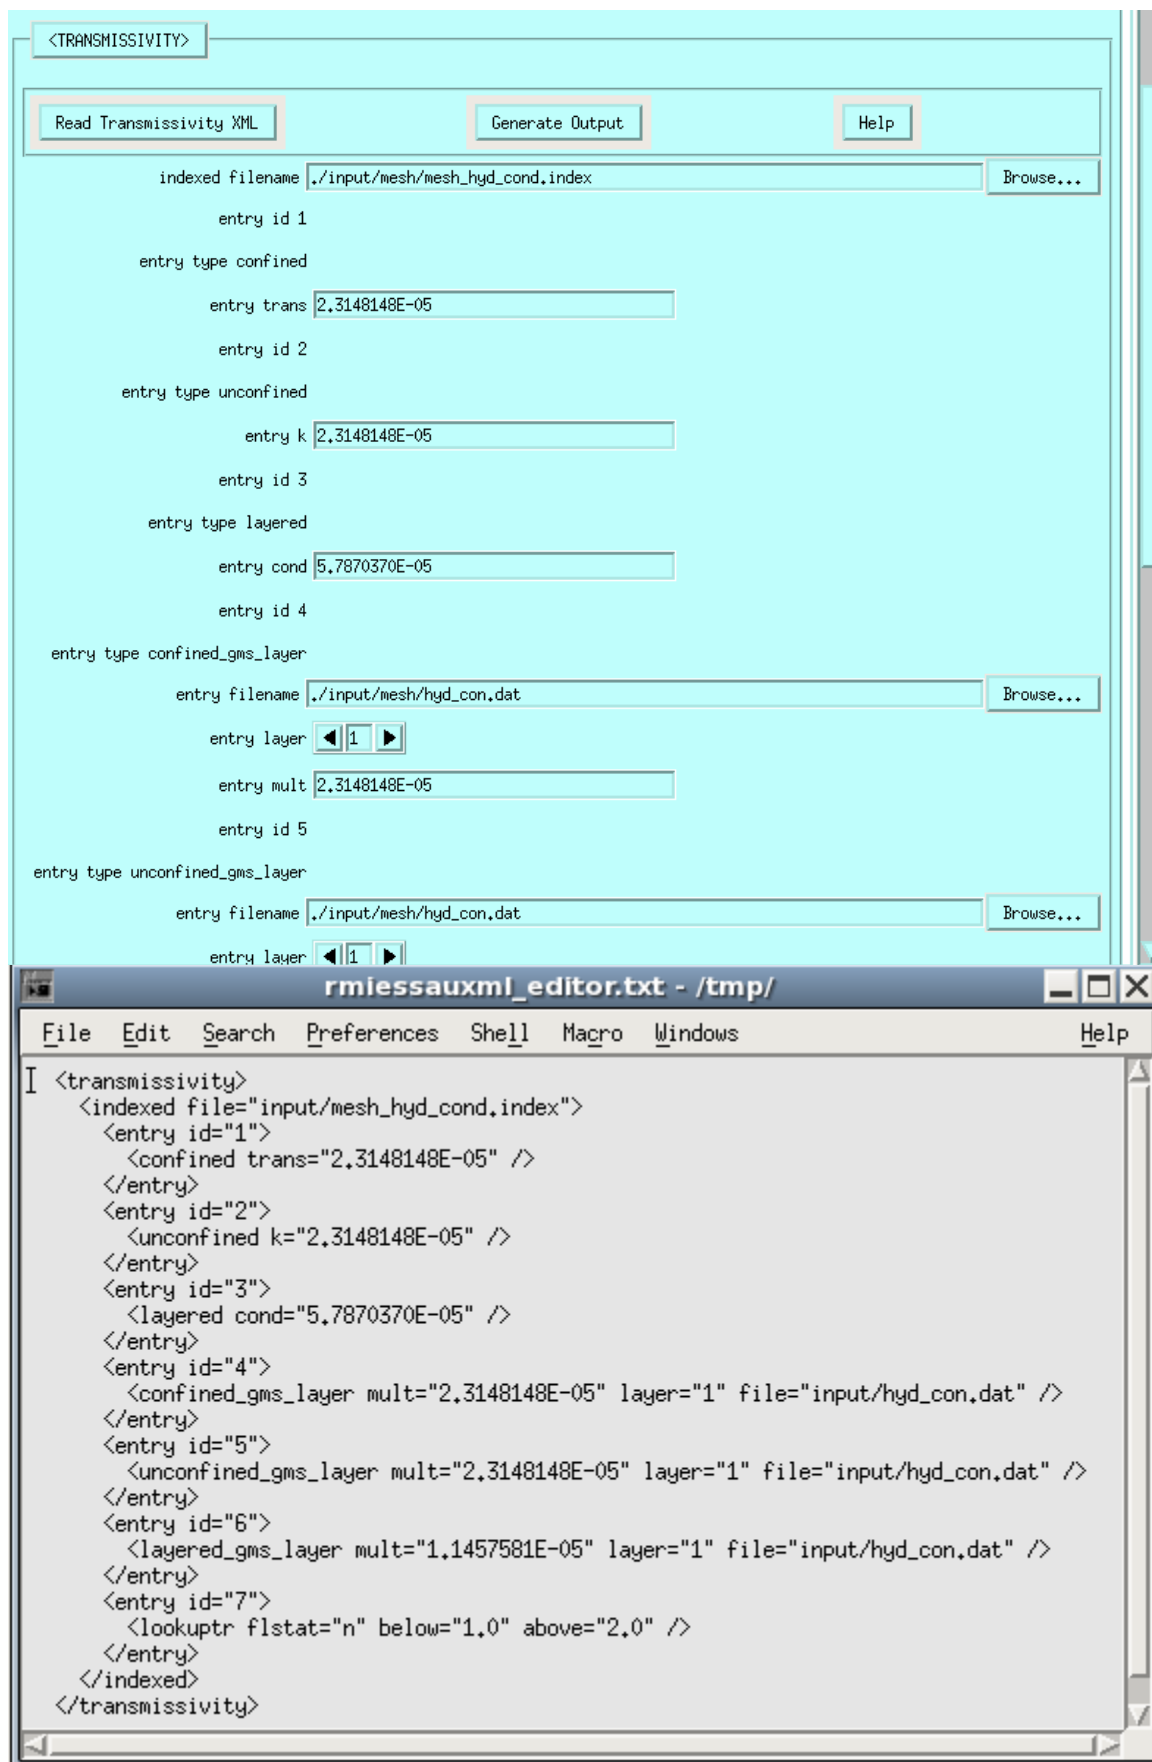 <TRANSMISSIVITY>
Read Transmissivity XML Generate Output Help
indexed filename ./input/mesh/mesh_hyd_cond.index Browse...
entry id 1
entry type confined
entry trans 2.3148148E-05
entry id 2
entry type unconfined
entry k 2.3148148E-05
entry id 3
entry type layered
entry cond 5.7870370E-05
entry id 4
entry type confined_gms_layer
entry filename ./input/mesh/hyd_con.dat Browse...
entry layer 1
entry mult 2.3148148E-05
entry id 5
entry type unconfined_gms_layer
entry filename ./input/mesh/hyd_con.dat Browse...
entry layer 1
rmiessauxml_editor.txt - /tmp/
File Edit Search Preferences Shell Macro Windows Help
<transmissivity>
<indexed file="input/mesh_hyd_cond.index">
<entry id="1">
<confined trans="2.3148148E-05" />
</entry>
<entry id="2">
<unconfined k="2.3148148E-05" />
</entry>
<entry id="3">
<layered cond="5.7870370E-05" />
</entry>
<entry id="4">
<confined_gms_layer mult="2.3148148E-05" layer="1" file="input/hyd_con.dat" />
</entry>
<entry id="5">
<unconfined_gms_layer mult="2.3148148E-05" layer="1" file="input/hyd_con.dat" />
</entry>
<entry id="6">
<layered_gms_layer mult="1.1457581E-05" layer="1" file="input/hyd_con.dat" />
</entry>
<entry id="7">
<lookuptr flstat="n" below="1.0" above="2.0" />
</entry>
</indexed>
</transmissivity>